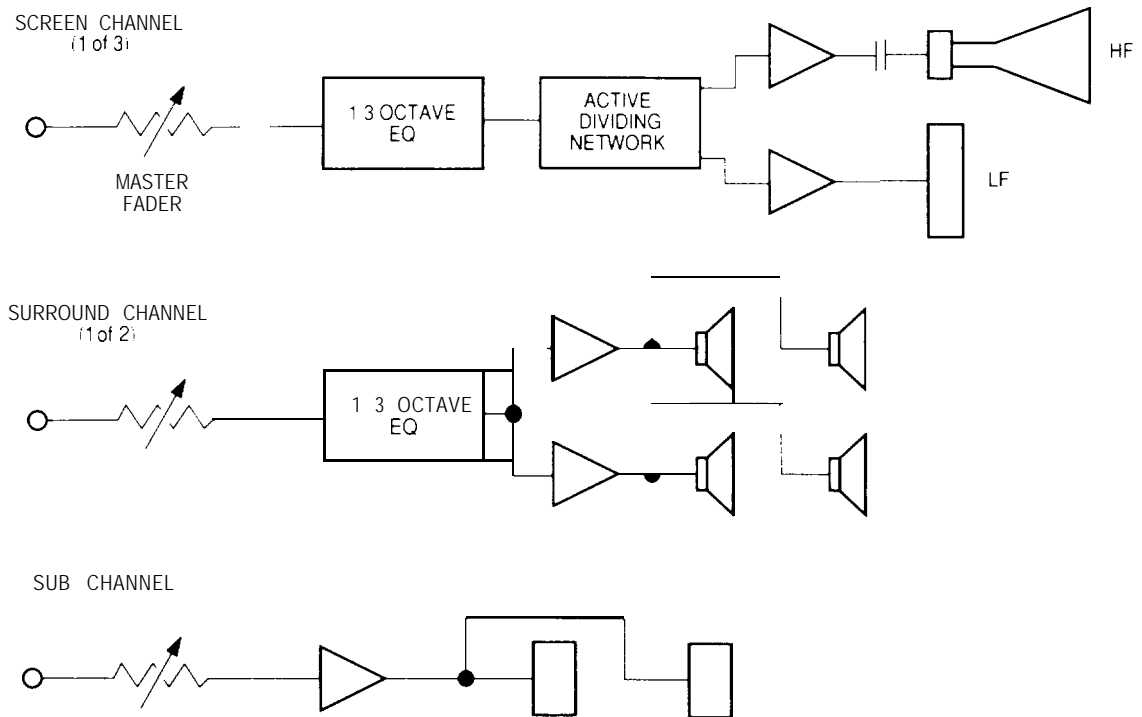 SCREEN CHANNEL
(1 of 3)
HF
1 3 OCTAVE
EQ
ACTIVE
DIVIDING
NETWORK
MASTER
FADER
LF
SURROUND CHANNEL
(1 of 2)
1 3 OCTAVE
EQ
SUB CHANNEL